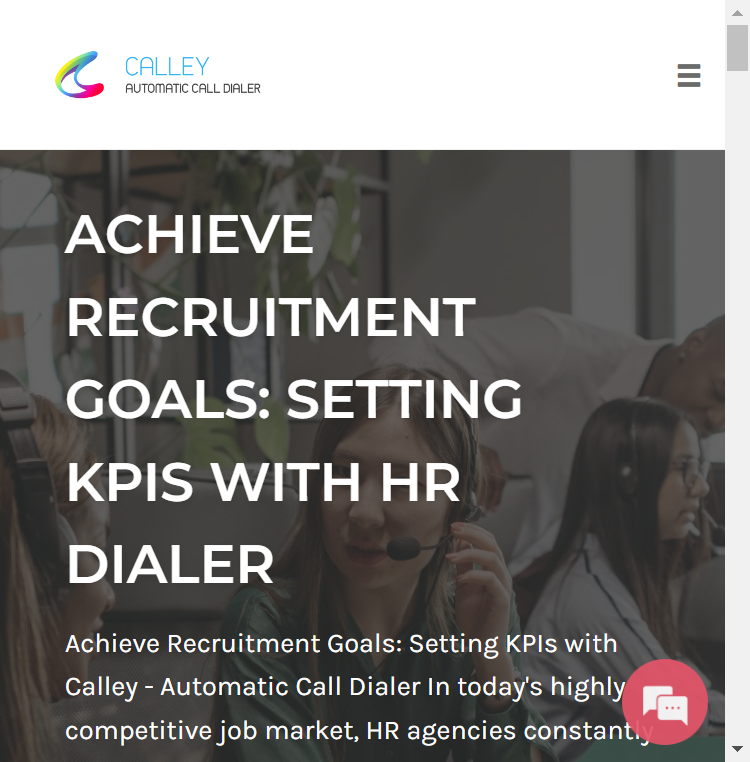 CALLEY
AUTOMATIC CALL DIALER
ACHIEVE
RECRUITMENT
GOALS: SETTING
KPIS WITH HR
DIALER
Achieve Recruitment Goals: Setting KPIs with
Calley - Automatic Call Dialer In today's highly
competitive job market, HR agencies constantly